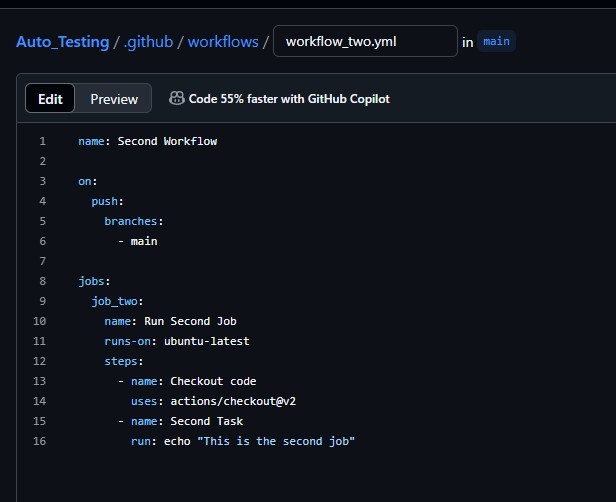 Auto_Testing / .github / workflows / workflow_two.yml in main
Edit Preview Code 55% faster with GitHub Copilot
1 name: Second Workflow
2
3 on:
4   push:
5     branches:
6       - main
7
8 jobs:
9   job_two:
10     name: Run Second Job
11     runs-on: ubuntu-latest
12     steps:
13       - name: Checkout code
14         uses: actions/checkout@v2
15       - name: Second Task
16         run: echo "This is the second job"